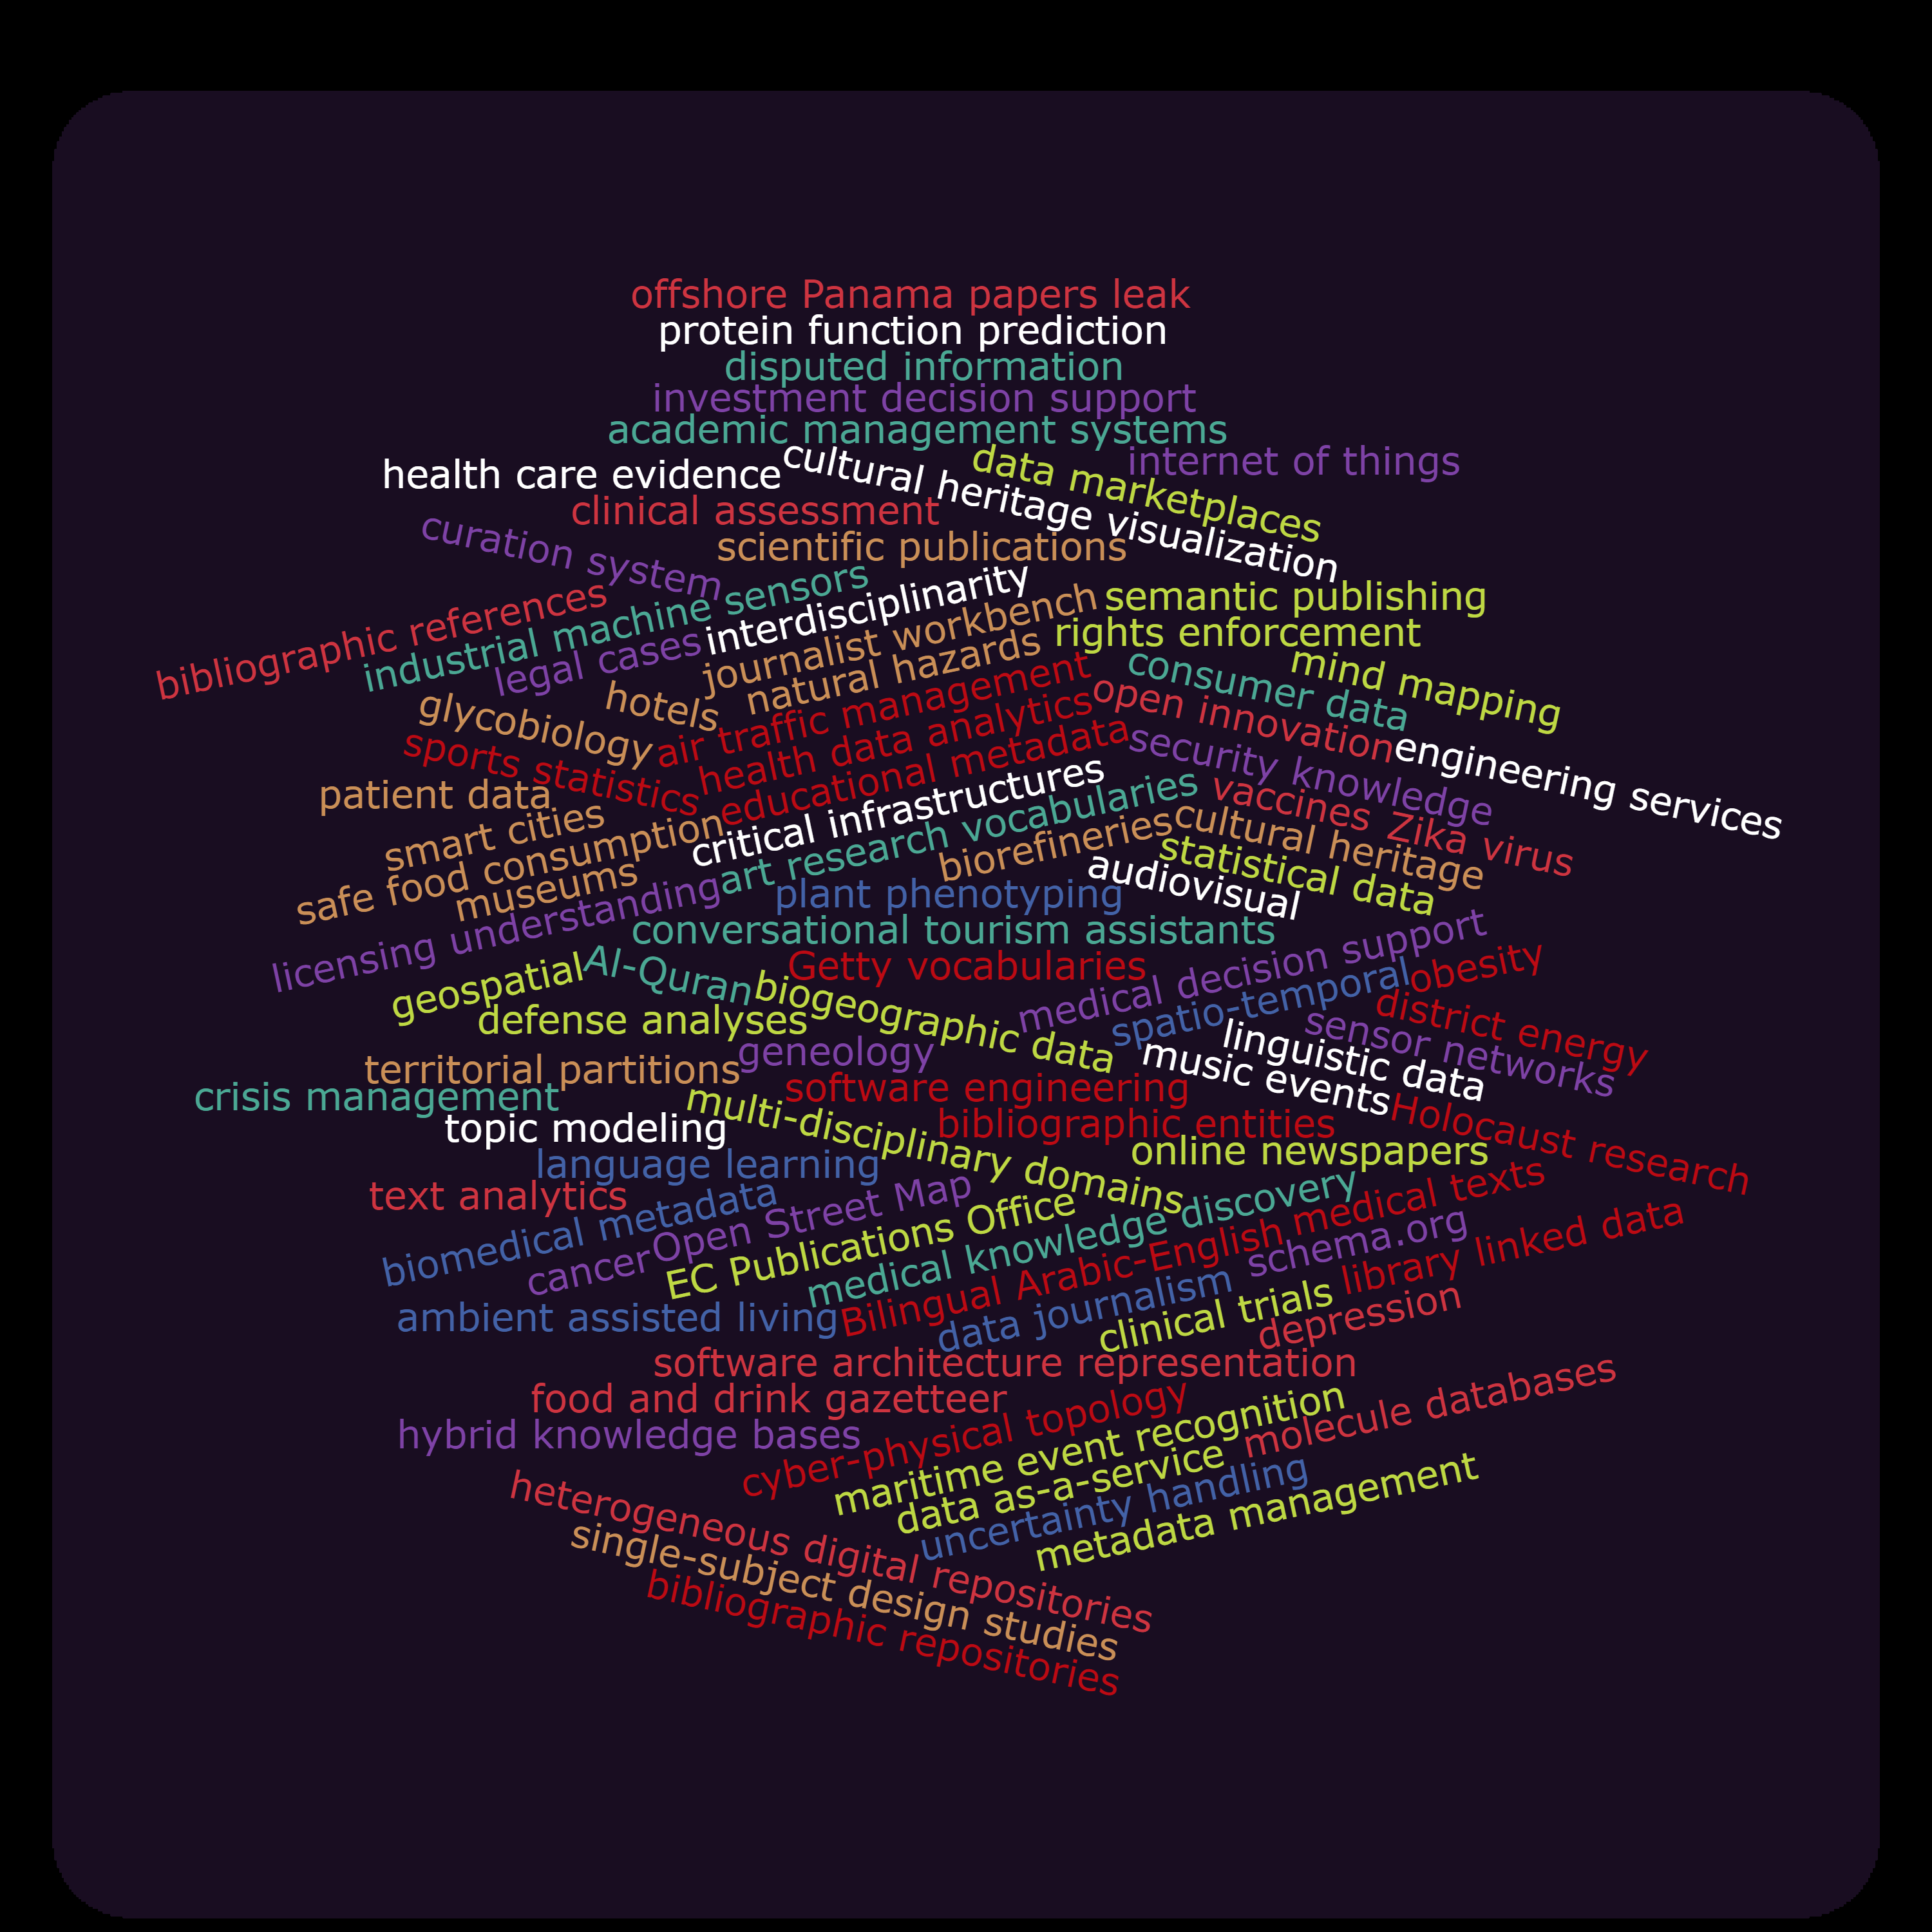 offshore Panama papers leak
protein function prediction
disputed information
investment decision support
academic management systems
health care evidence
cultural heritage visualization
data marketplaces
internet of things
clinical assessment
curation system
scientific publications
bibliographic references
industrial machine sensors
legal cases
interdisciplinarity
journalist workbench
natural hazards
semantic publishing
rights enforcement
mind mapping
consumer data
hotels
glycobiology
air traffic management
open innovation
engineering services
sports statistics
health data analytics
security knowledge
patient data
educational metadata
critical infrastructures
vaccines Zika virus
smart cities
safe food consumption
art research vocabularies
biorefineries
cultural heritage
statistical data
museums
plant phenotyping
audiovisual
licensing understanding
conversational tourism assistants
medical decision support
geospatial
Al-Quran
Getty vocabularies
biogeographic data
spatio-temporal
obesity
defense analyses
district energy
sensor networks
geneology
linguistic data
territorial partitions
music events
crisis management
software engineering
multi-disciplinary domains
bibliographic entities
Holocaust research
topic modeling
online newspapers
language learning
text analytics
biomedical metadata
cancer
Open Street Map
EC Publications Office
medical knowledge discovery
Bilingual Arabic-English medical texts
schema.org
library linked data
ambient assisted living
data journalism
clinical trials
depression
software architecture representation
food and drink gazetteer
hybrid knowledge bases
cyber-physical topology
maritime event recognition
molecule databases
data as-a-service
uncertainty handling
metadata management
heterogeneous digital repositories
single-subject design studies
bibliographic repositories